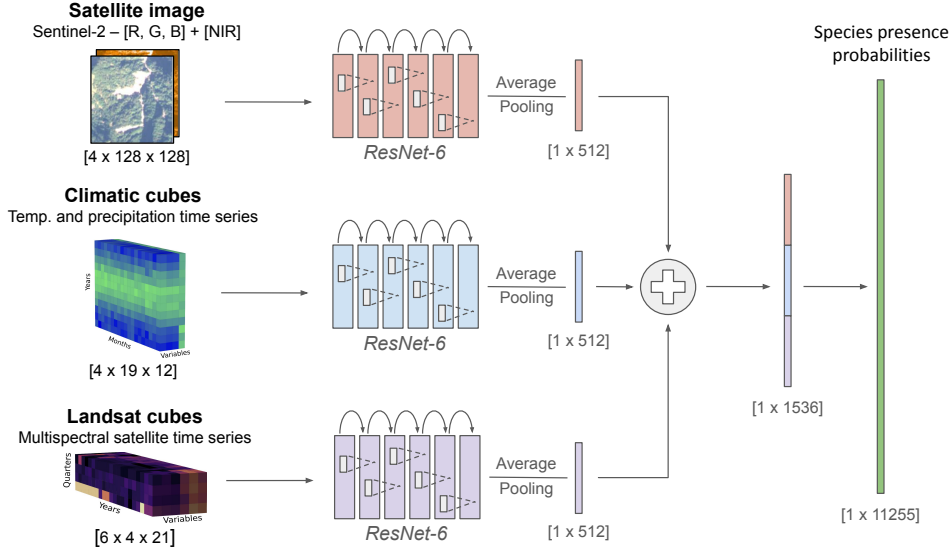 Satellite image
Sentinel-2 – [R, G, B] + [NIR]
[4 x 128 x 128]
ResNet-6
Average
Pooling
[1 x 512]
Climatic cubes
Temp. and precipitation time series
Years
Months
Variables
[4 x 19 x 12]
ResNet-6
Average
Pooling
[1 x 512]
Landsat cubes
Multispectral satellite time series
Quarters
Years
Variables
[6 x 4 x 21]
ResNet-6
Average
Pooling
[1 x 512]
[1 x 1536]
Species presence
probabilities
[1 x 11255]